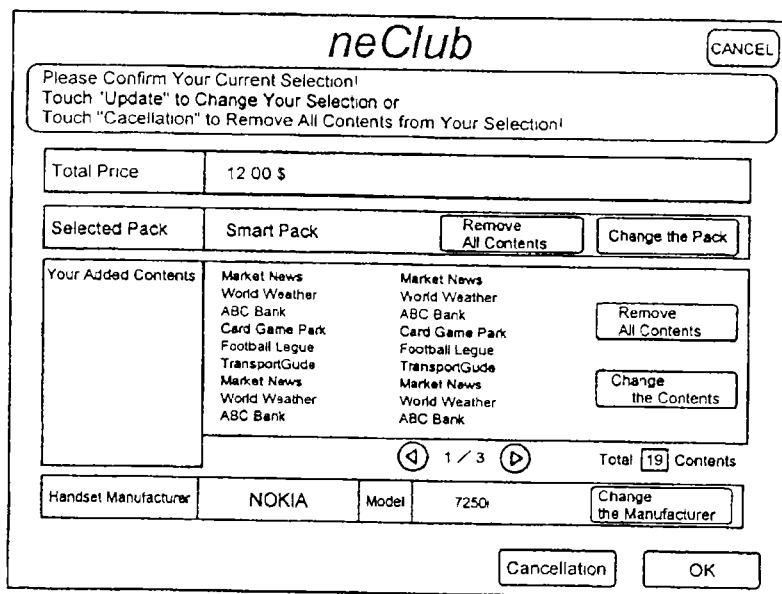 neClub
CANCEL
Please Confirm Your Current Selection!
Touch "Update" to Change Your Selection or
Touch "Cacellation" to Remove All Contents from Your Selection!
Total Price 12 00 $
Selected Pack Smart Pack Remove All Contents Change the Pack
Your Added Contents
Market News Market News
World Weather World Weather
ABC Bank ABC Bank
Card Game Park Card Game Park
Football Legue Football Legue
TransportGude TransportGude
Market News Market News
World Weather World Weather
ABC Bank ABC Bank
Remove
All Contents
Change
the Contents
1 / 3 Total 19 Contents
Handset Manufacturer NOKIA Model 7250i Change
the Manufacturer
Cancellation OK